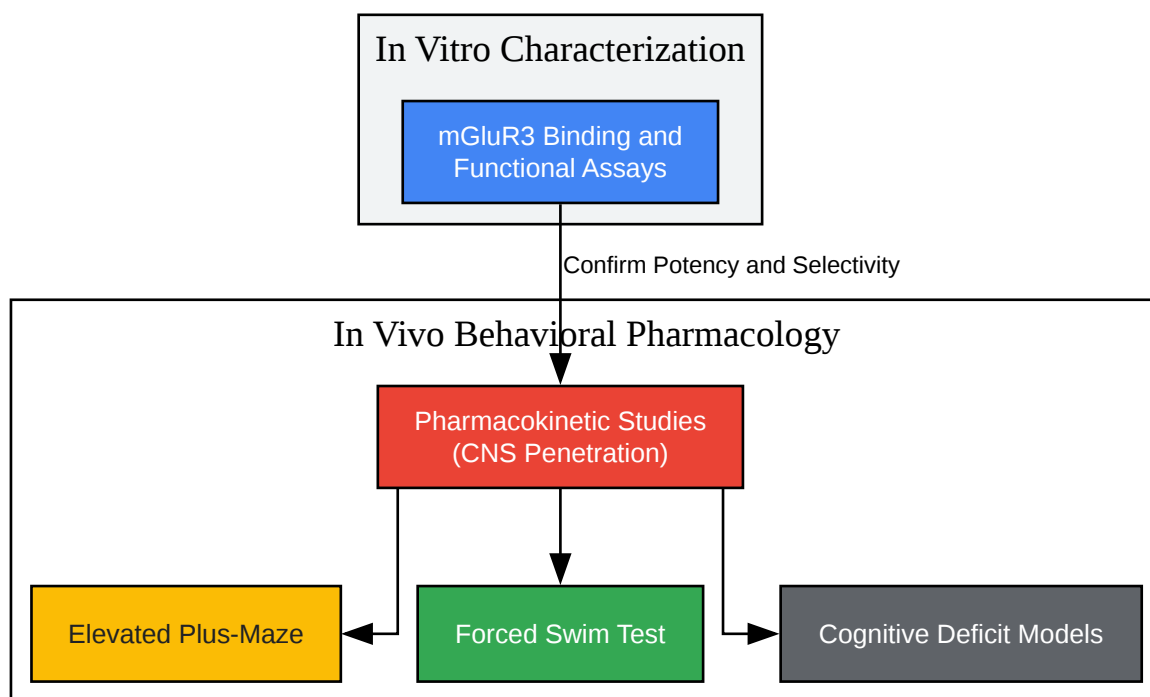 In Vitro Characterization
mGluR3 Binding and
Functional Assays
Confirm Potency and Selectivity
In Vivo Behavioral Pharmacology
Pharmacokinetic Studies
(CNS Penetration)
Elevated Plus-Maze
Forced Swim Test
Cognitive Deficit Models